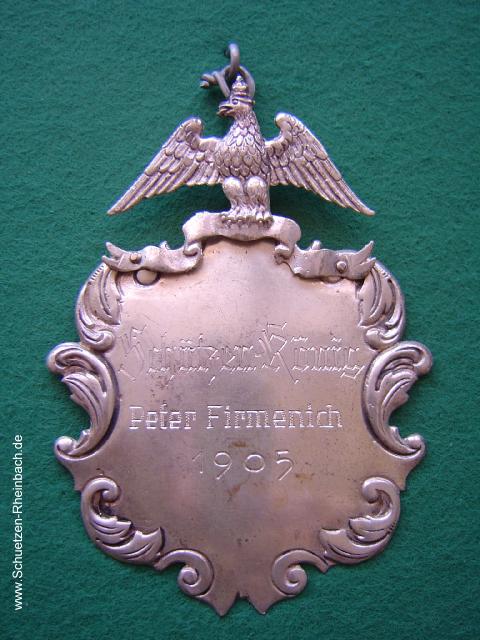 Schützen-König
Peter Firmenich
1905
www.Schuetzen-Rheinbach.de